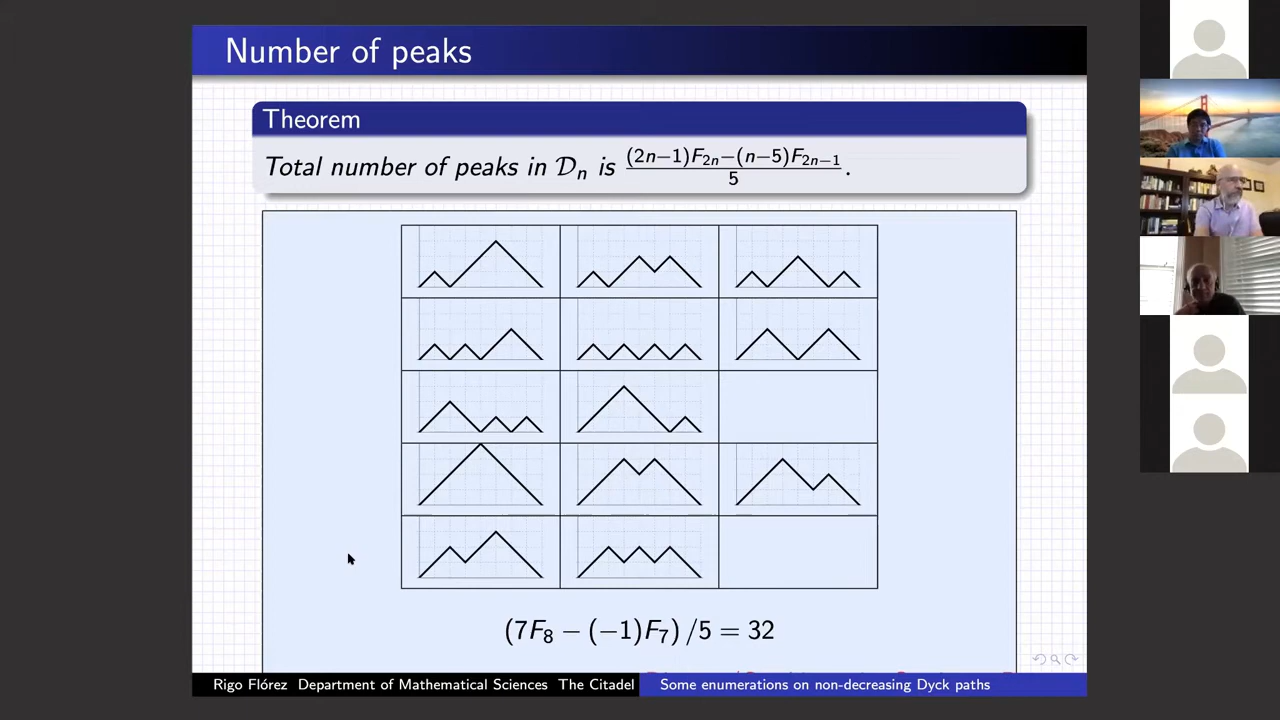 Number of peaks
Theorem
Total number of peaks in 𝒟ₙ is (2n−1)F₂ₙ−(n−5)F₂ₙ₋₁ / 5 .
(7F₈ − (−1)F₇) /5 = 32
Rigo Flórez Department of Mathematical Sciences The Citadel Some enumerations on non-decreasing Dyck paths